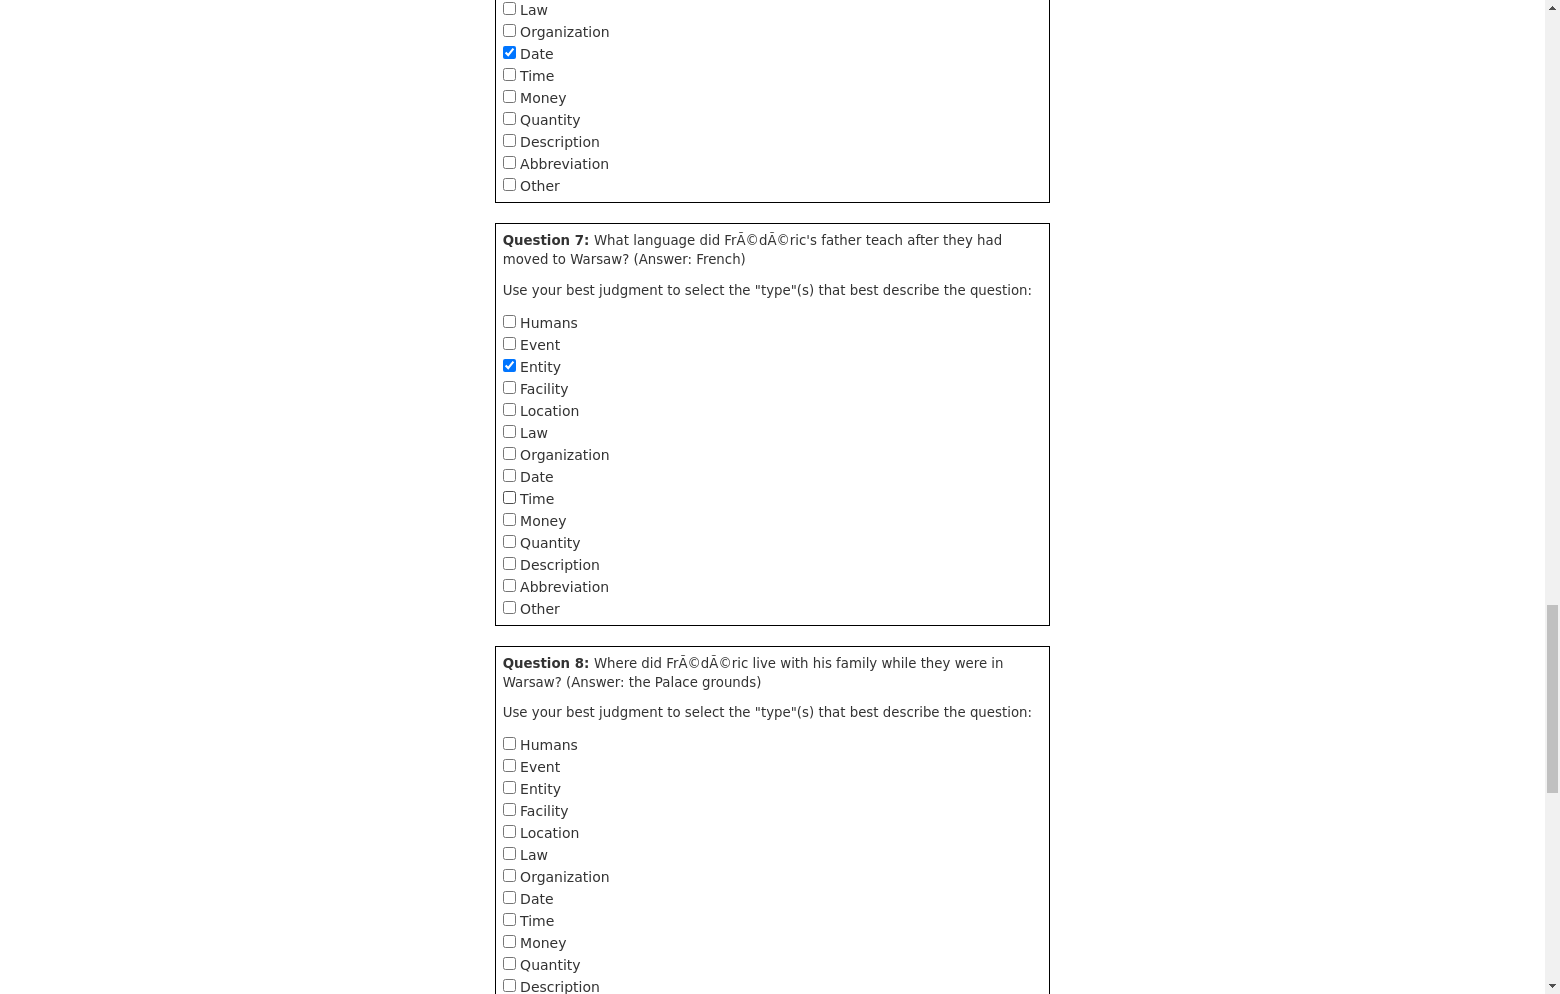 Law
Organization
Date
Time
Money
Quantity
Description
Abbreviation
Other
Question 7: What language did FrÃ©dÃ©ric's father teach after they had
moved to Warsaw? (Answer: French)
Use your best judgment to select the "type"(s) that best describe the question:
Humans
Event
Entity
Facility
Location
Law
Organization
Date
Time
Money
Quantity
Description
Abbreviation
Other
Question 8: Where did FrÃ©dÃ©ric live with his family while they were in
Warsaw? (Answer: the Palace grounds)
Use your best judgment to select the "type"(s) that best describe the question:
Humans
Event
Entity
Facility
Location
Law
Organization
Date
Time
Money
Quantity
Description